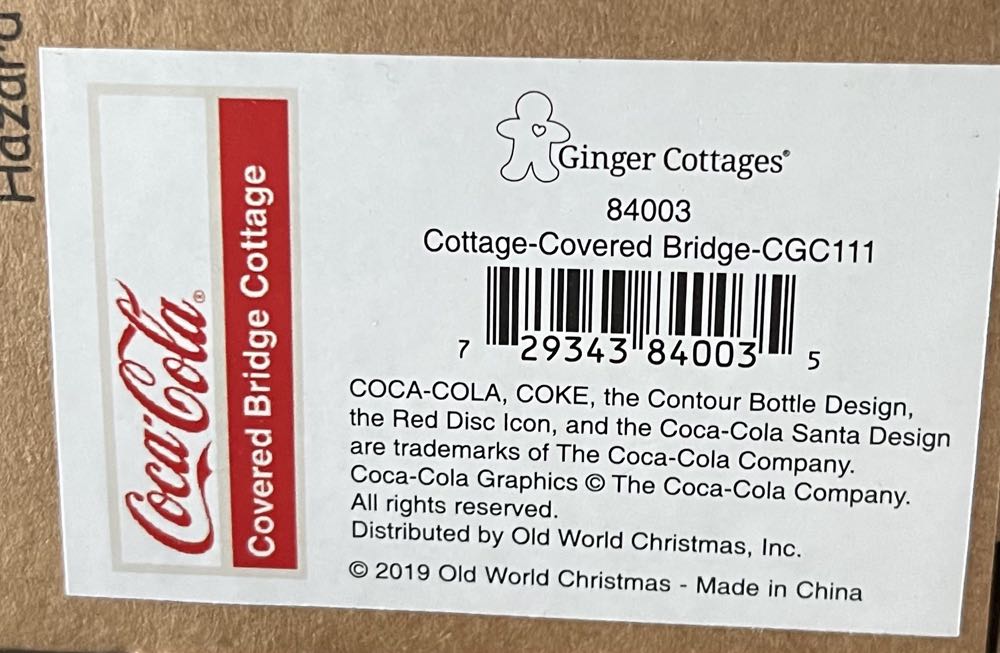 Hazard
Coca-Cola®
Covered Bridge Cottage
Ginger Cottages®
84003
Cottage-Covered Bridge-CGC111
7 29343 84003 5
COCA-COLA, COKE, the Contour Bottle Design,
the Red Disc Icon, and the Coca-Cola Santa Design
are trademarks of The Coca-Cola Company.
Coca-Cola Graphics © The Coca-Cola Company.
All rights reserved.
Distributed by Old World Christmas, Inc.
© 2019 Old World Christmas - Made in China